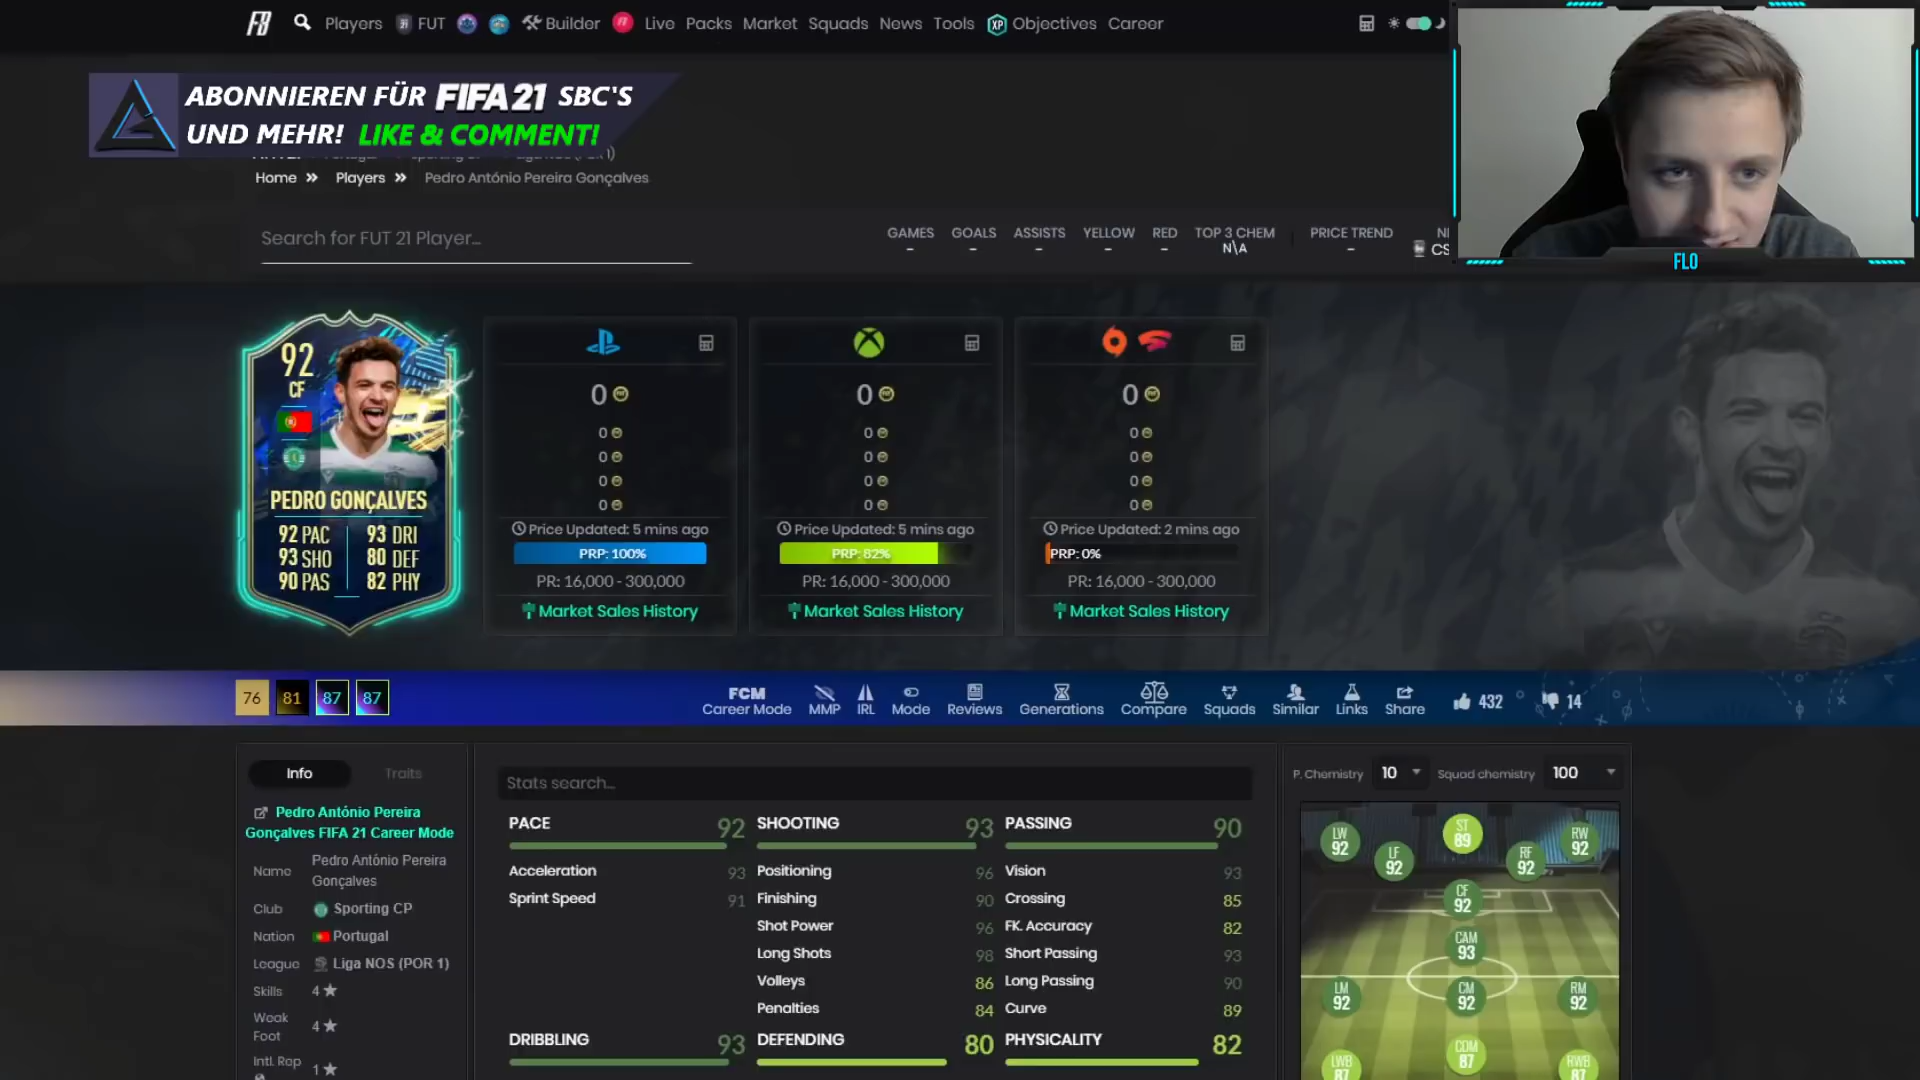 Players FUT Builder Live Packs Market Squads News Tools XP Objectives Career
ABONNIEREN FÜR FIFA 21 SBC'S
UND MEHR! LIKE & COMMENT!
Home » Players » Pedro António Pereira Gonçalves
Search for FUT 21 Player...
GAMES GOALS ASSISTS YELLOW RED TOP 3 CHEM PRICE TREND
- - - - - N\A -
FLO
92
CF
PEDRO GONÇALVES
92 PAC 93 DRI
93 SHO 80 DEF
90 PAS 82 PHY
0 0 0
0 0 0
0 0 0
0 0 0
0 0 0
Price Updated: 5 mins ago Price Updated: 5 mins ago Price Updated: 2 mins ago
PRP: 100% PRP: 82% PRP: 0%
PR: 16,000 - 300,000 PR: 16,000 - 300,000 PR: 16,000 - 300,000
Market Sales History Market Sales History Market Sales History
76 81 87 87
FCM
Career Mode MMP IRL Mode Reviews Generations Compare Squads Similar Links Share 432 14
Info Traits
Pedro António Pereira
Gonçalves FIFA 21 Career Mode
Name Pedro António Pereira
Gonçalves
Club Sporting CP
Nation Portugal
League Liga NOS (POR 1)
Skills 4★
Weak
Foot 4★
Intl. Rep 1★
Stats search...
PACE 92
Acceleration 93
Sprint Speed 91
SHOOTING 93
Positioning 96
Finishing 90
Shot Power 96
Long Shots 98
Volleys 86
Penalties 84
PASSING 90
Vision 93
Crossing 85
FK. Accuracy 82
Short Passing 93
Long Passing 90
Curve 89
DRIBBLING 93
DEFENDING 80
PHYSICALITY 82
P. Chemistry 10 Squad chemistry 100
LW 92
ST 89
RW 92
LF 92
RF 92
CF 92
CAM 93
LM 92
CM 92
RM 92
LWB 87
CDM 87
RWB 87